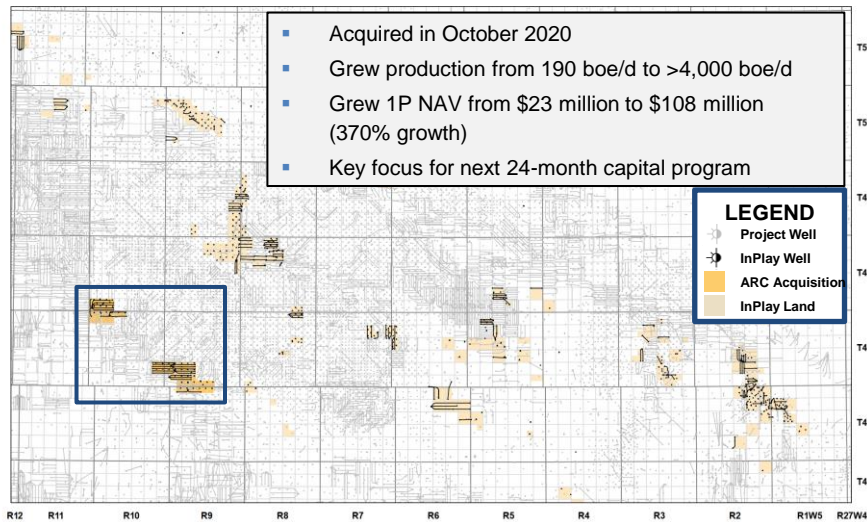 ▪ Acquired in October 2020
▪ Grew production from 190 boe/d to >4,000 boe/d
▪ Grew 1P NAV from $23 million to $108 million
(370% growth)
▪ Key focus for next 24-month capital program
T5
T5
T4
LEGEND
Project Well
InPlay Well
ARC Acquisition
InPlay Land
T4
T4
T4
T4
R12 R11 R10 R9 R8 R7 R6 R5 R4 R3 R2 R1W5 R27W4